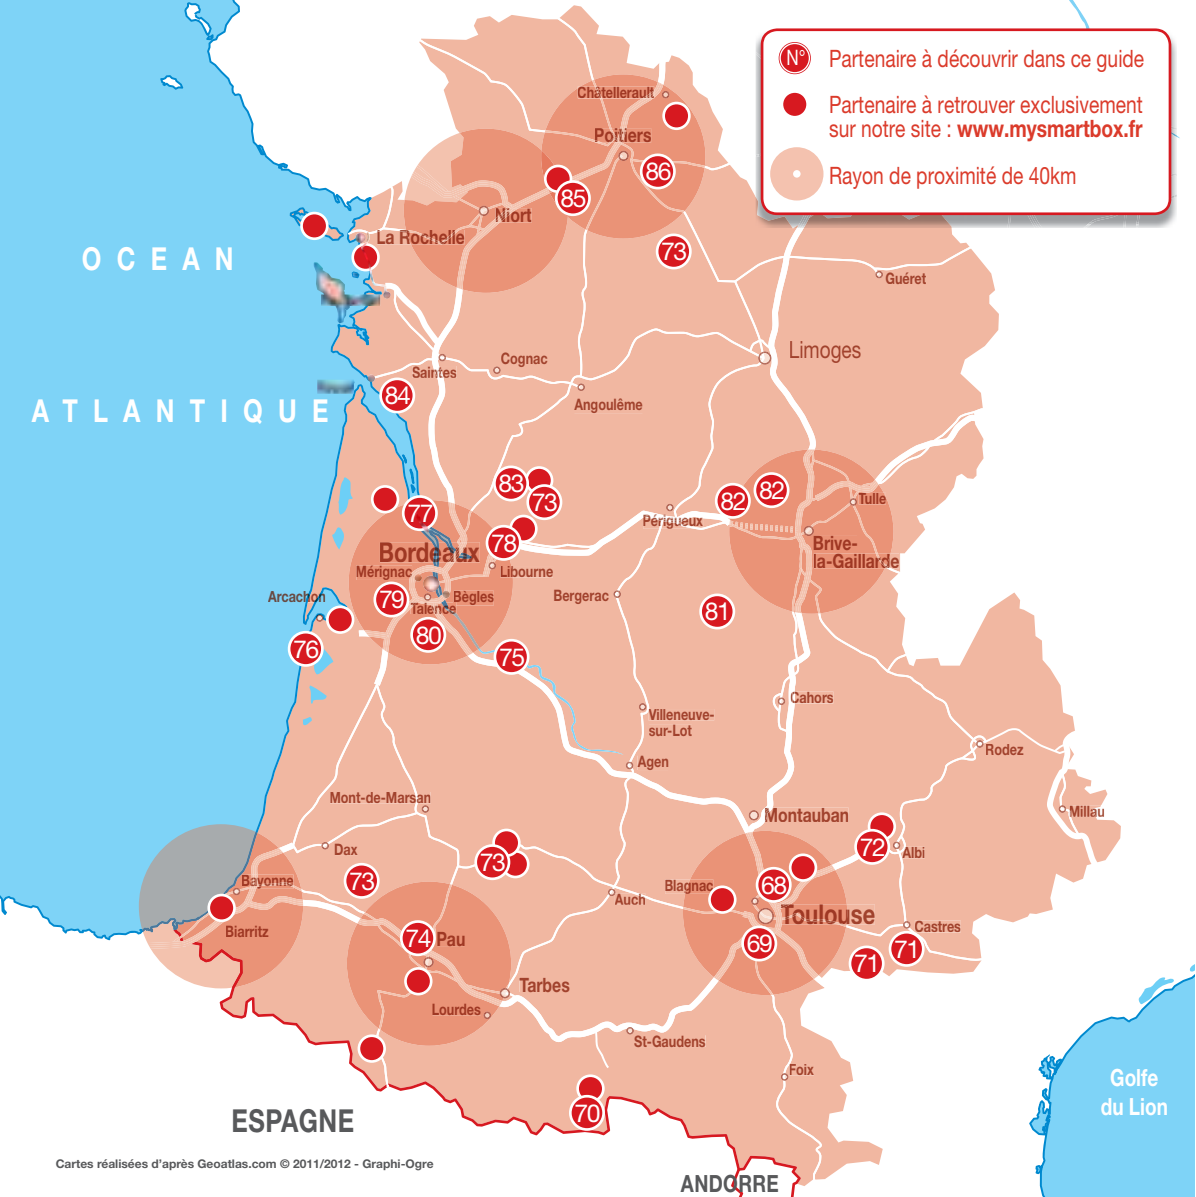 N° Partenaire à découvrir dans ce guide
Partenaire à retrouver exclusivement
sur notre site : www.mysmartbox.fr
Rayon de proximité de 40km
Châtellerault
Poitiers
86
85
Niort
La Rochelle
73
OCEAN
Guéret
Limoges
Cognac
Saintes
84
Angoulême
ATLANTIQUE
83
73
82
82
Tulle
77
Périgueux
78
Bordeaux
Brive-
la-Gaillarde
Mérignac
Libourne
Arcachon
79
Bègles
Talence
Bergerac
81
80
76
75
Cahors
Villeneuve-
sur-Lot
Rodez
Agen
Mont-de-Marsan
Montauban
Millau
Dax
73
72
Albi
73
Bayonne
Blagnac
68
Auch
Toulouse
Biarritz
74
Pau
69
Castres
71
71
Tarbes
Lourdes
St-Gaudens
Foix
70
Golfe
du Lion
ESPAGNE
Cartes réalisées d'après Geoatlas.com © 2011/2012 - Graphi-Ogre
ANDORRE